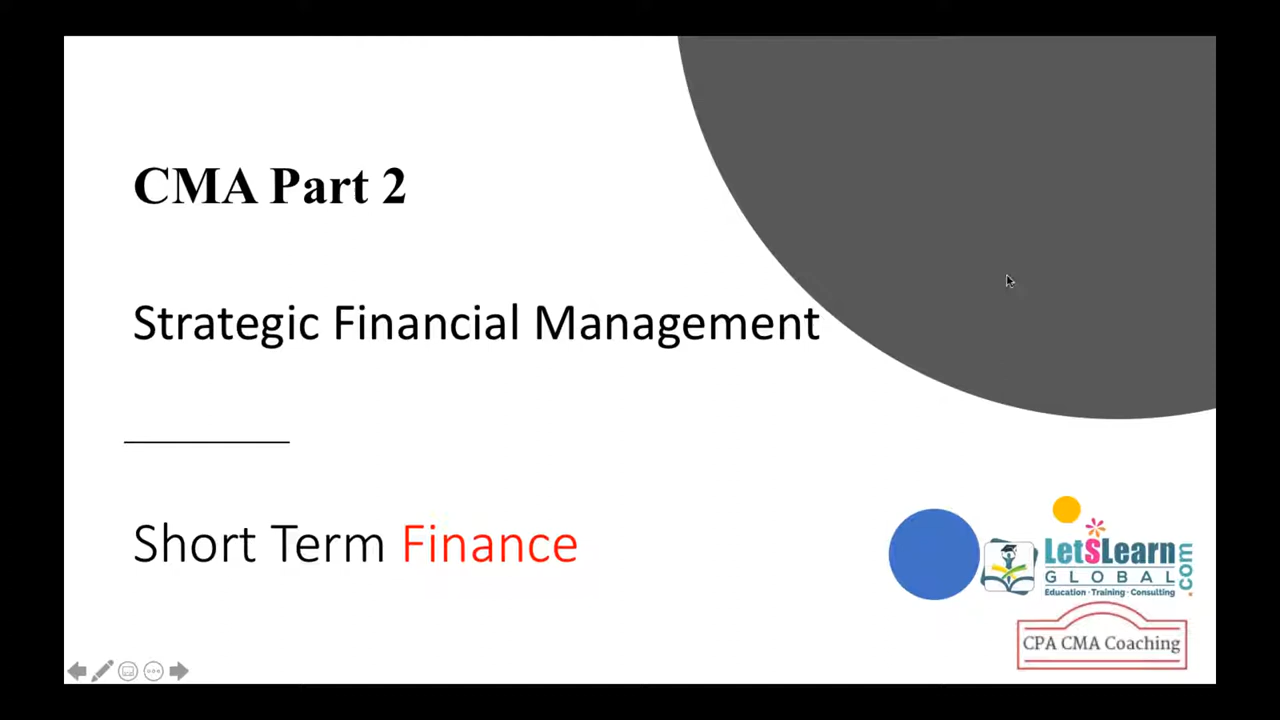 CMA Part 2
Strategic Financial Management
Short Term Finance
LetSLearn
GLOBAL
.com
Education · Training · Consulting
CPA CMA Coaching